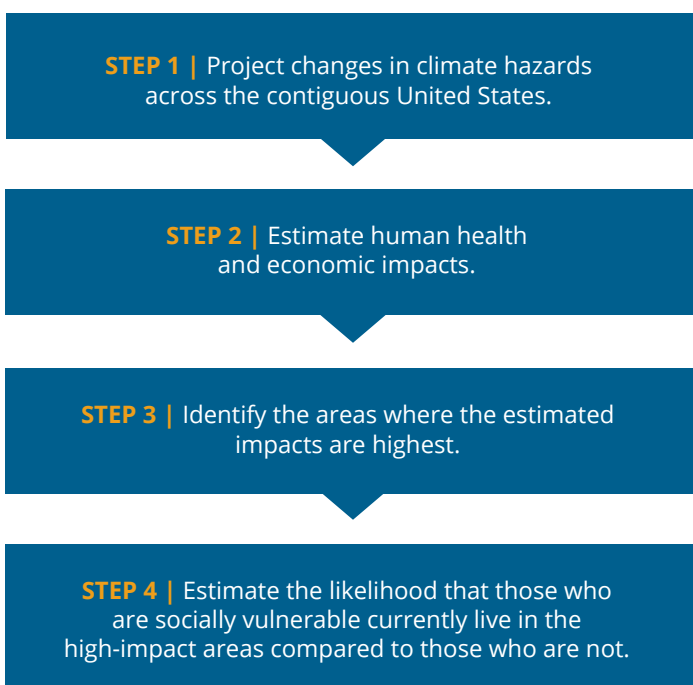 STEP 1 | Project changes in climate hazards
across the contiguous United States.
STEP 2 | Estimate human health
and economic impacts.
STEP 3 | Identify the areas where the estimated
impacts are highest.
STEP 4 | Estimate the likelihood that those who
are socially vulnerable currently live in the
high-impact areas compared to those who are not.